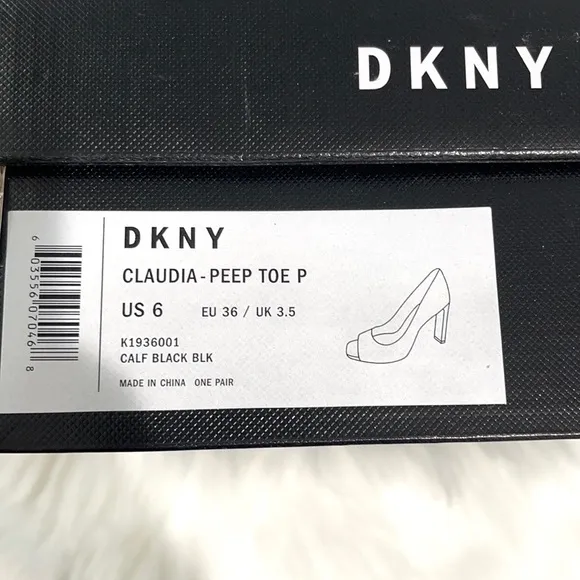 DKNY
DKNY
CLAUDIA-PEEP TOE P
US 6 EU 36 / UK 3.5
K1936001
CALF BLACK BLK
MADE IN CHINA ONE PAIR
6 03556 07046 8